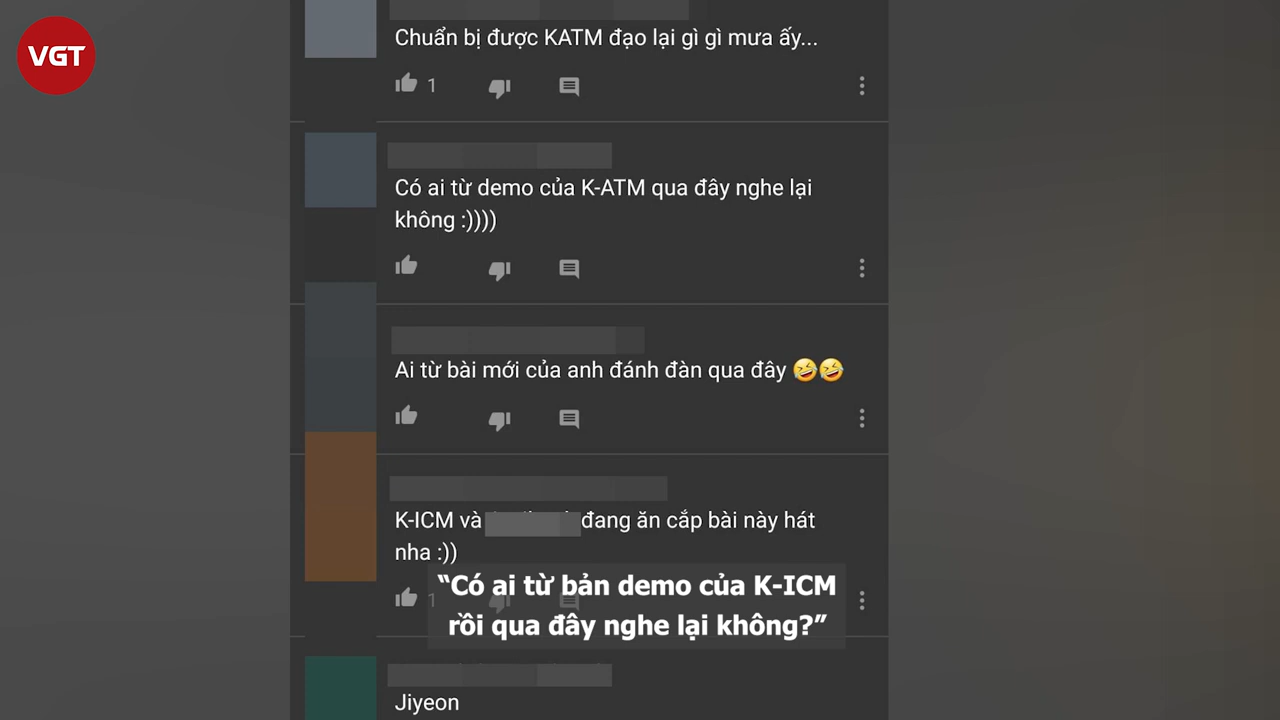 VGT
Chuẩn bị được KATM đạo lại gì gì mưa ấy...
1
Có ai từ demo của K-ATM qua đây nghe lại
không :))))
Ai từ bài mới của anh đánh đàn qua đây 🤣🤣
K-ICM và đang ăn cắp bài này hát
nha :))
1
“Có ai từ bản demo của K-ICM
rồi qua đây nghe lại không?”
Jiyeon